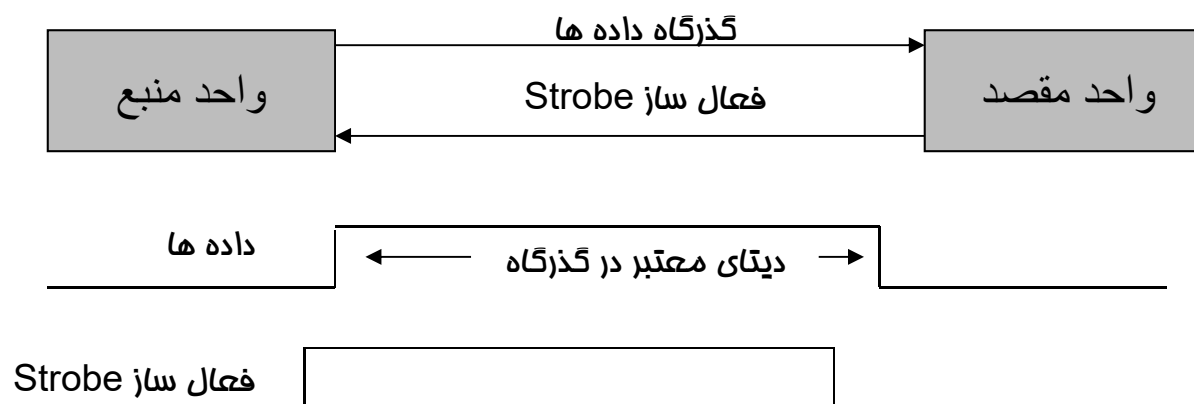 گذرگاه داده ها
واحد منبع
فعال ساز Strobe
واحد مقصد
داده ها
دیتای معتبر در گذرگاه
فعال ساز Strobe